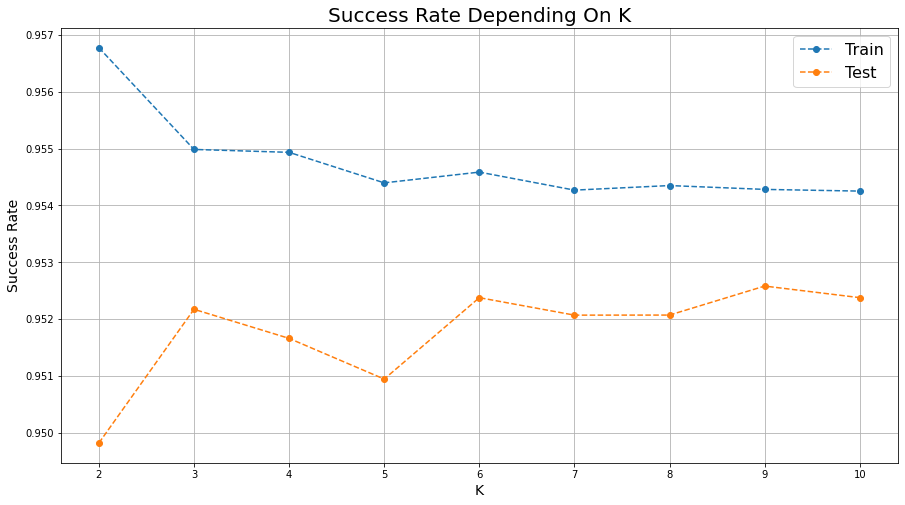 Success Rate Depending On K
Train
Test
Success Rate
0.957
0.956
0.955
0.954
0.953
0.952
0.951
0.950
2 3 4 5 6 7 8 9 10
K